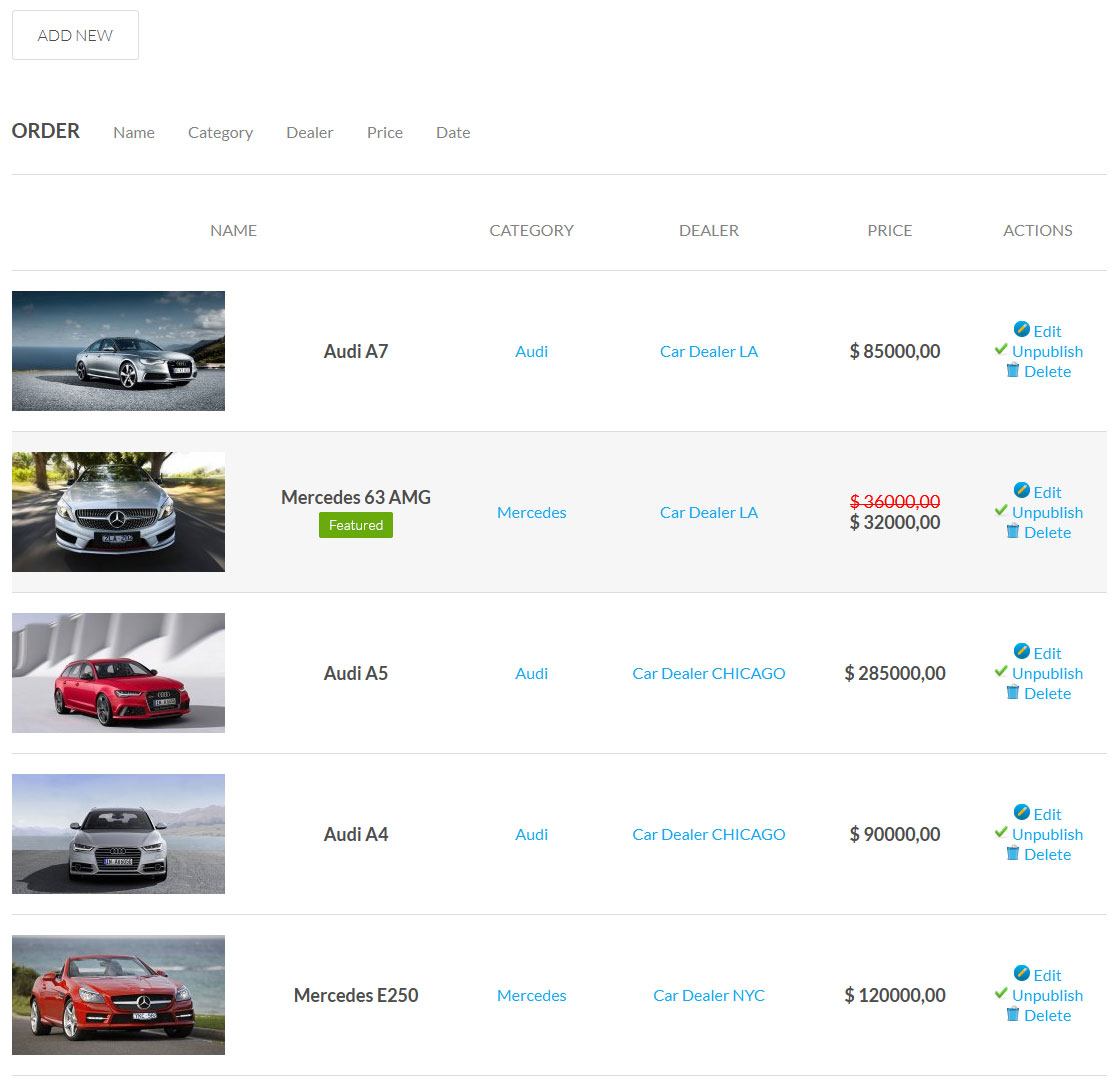 ADD NEW
ORDER Name Category Dealer Price Date
NAME CATEGORY DEALER PRICE ACTIONS
Audi A7 Audi Car Dealer LA $ 85000,00
Edit
Unpublish
Delete
Mercedes 63 AMG
Featured
Mercedes Car Dealer LA
$ 36000,00
$ 32000,00
Edit
Unpublish
Delete
Audi A5 Audi Car Dealer CHICAGO $ 285000,00
Edit
Unpublish
Delete
Audi A4 Audi Car Dealer CHICAGO $ 90000,00
Edit
Unpublish
Delete
Mercedes E250 Mercedes Car Dealer NYC $ 120000,00
Edit
Unpublish
Delete